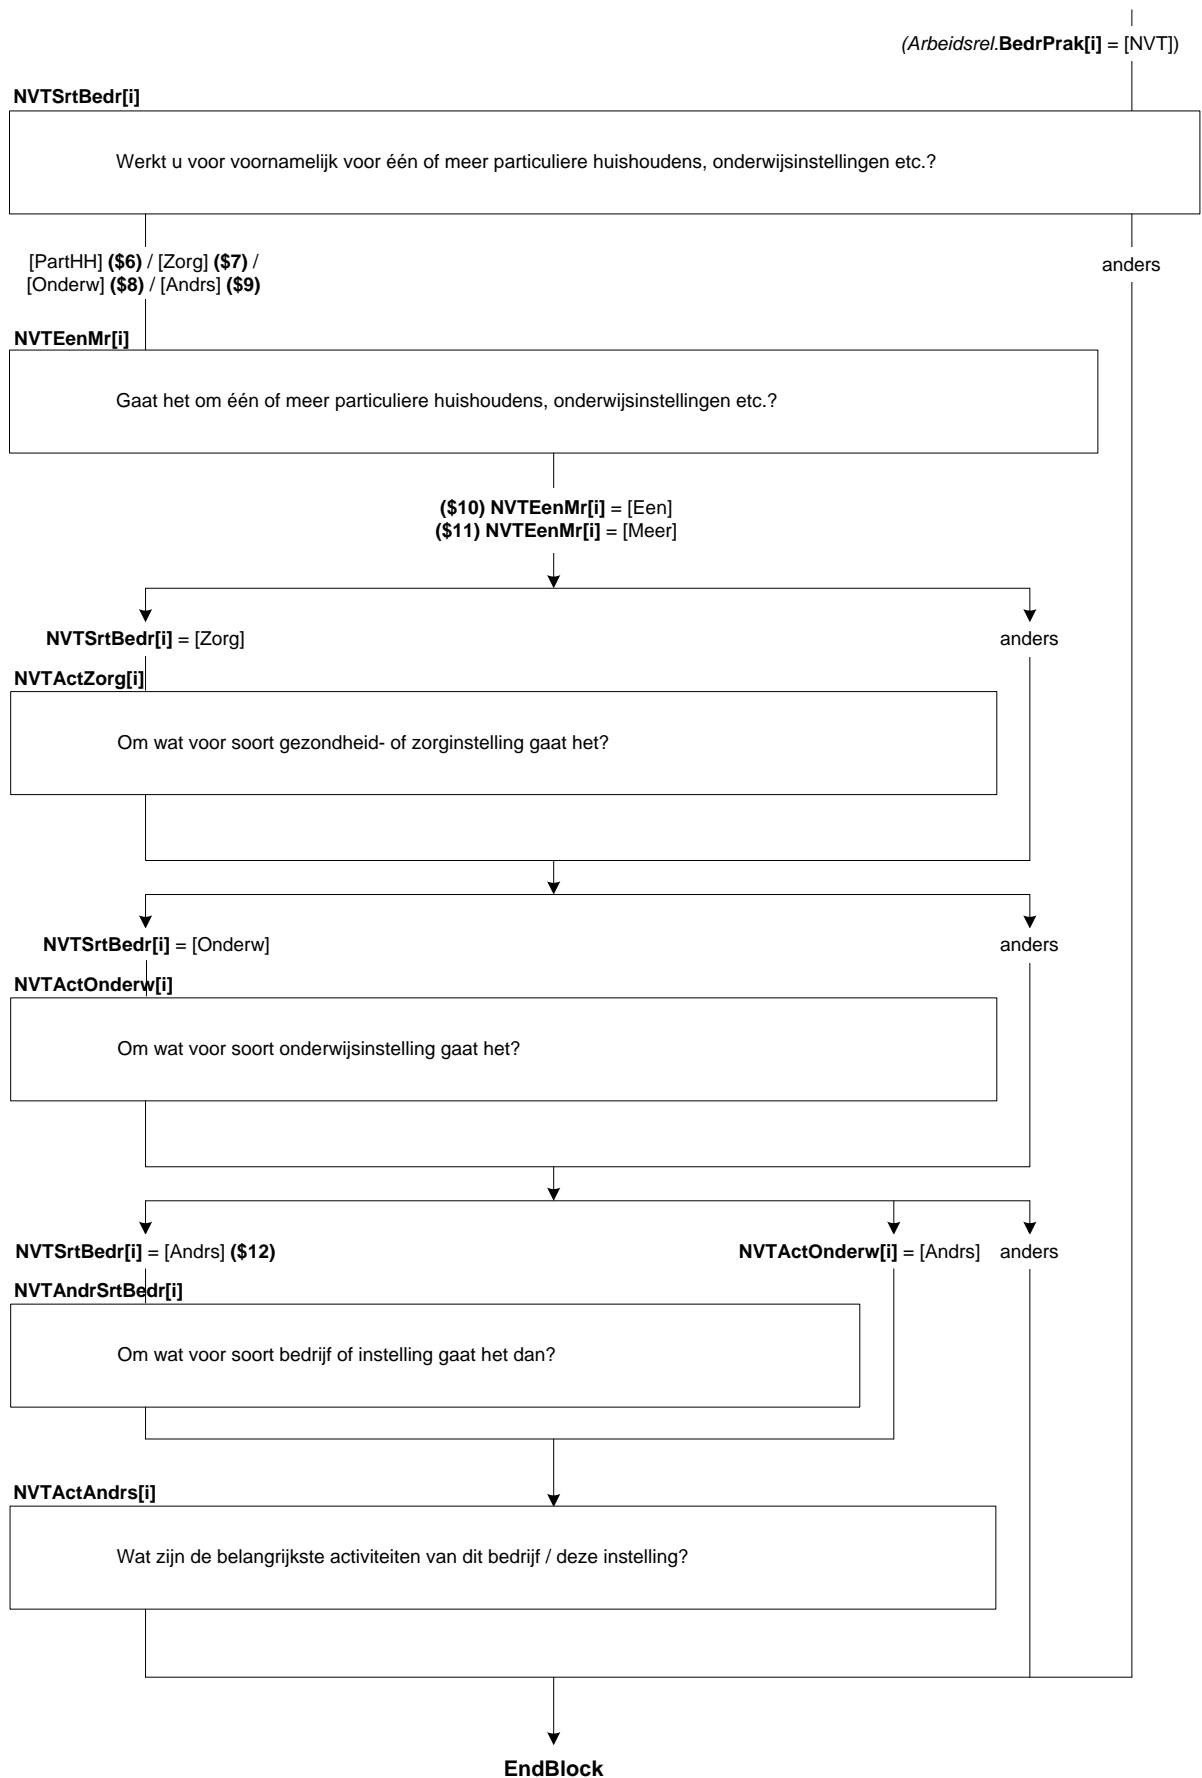 (Arbeidsrel.BedrPrak[i] = [NVT])
NVTSrtBedr[i]
Werkt u voor voornamelijk voor één of meer particuliere huishoudens, onderwijsinstellingen etc.?
[PartHH] ($6) / [Zorg] ($7) /
[Onderw] ($8) / [Andrs] ($9)
anders
NVTEenMr[i]
Gaat het om één of meer particuliere huishoudens, onderwijsinstellingen etc.?
($10) NVTEenMr[i] = [Een]
($11) NVTEenMr[i] = [Meer]
NVTSrtBedr[i] = [Zorg]
anders
NVTActZorg[i]
Om wat voor soort gezondheid- of zorginstelling gaat het?
NVTSrtBedr[i] = [Onderw]
anders
NVTActOnderw[i]
Om wat voor soort onderwijsinstelling gaat het?
NVTSrtBedr[i] = [Andrs] ($12)
NVTActOnderw[i] = [Andrs]
anders
NVTAndrSrtBedr[i]
Om wat voor soort bedrijf of instelling gaat het dan?
NVTActAndrs[i]
Wat zijn de belangrijkste activiteiten van dit bedrijf / deze instelling?
EndBlock